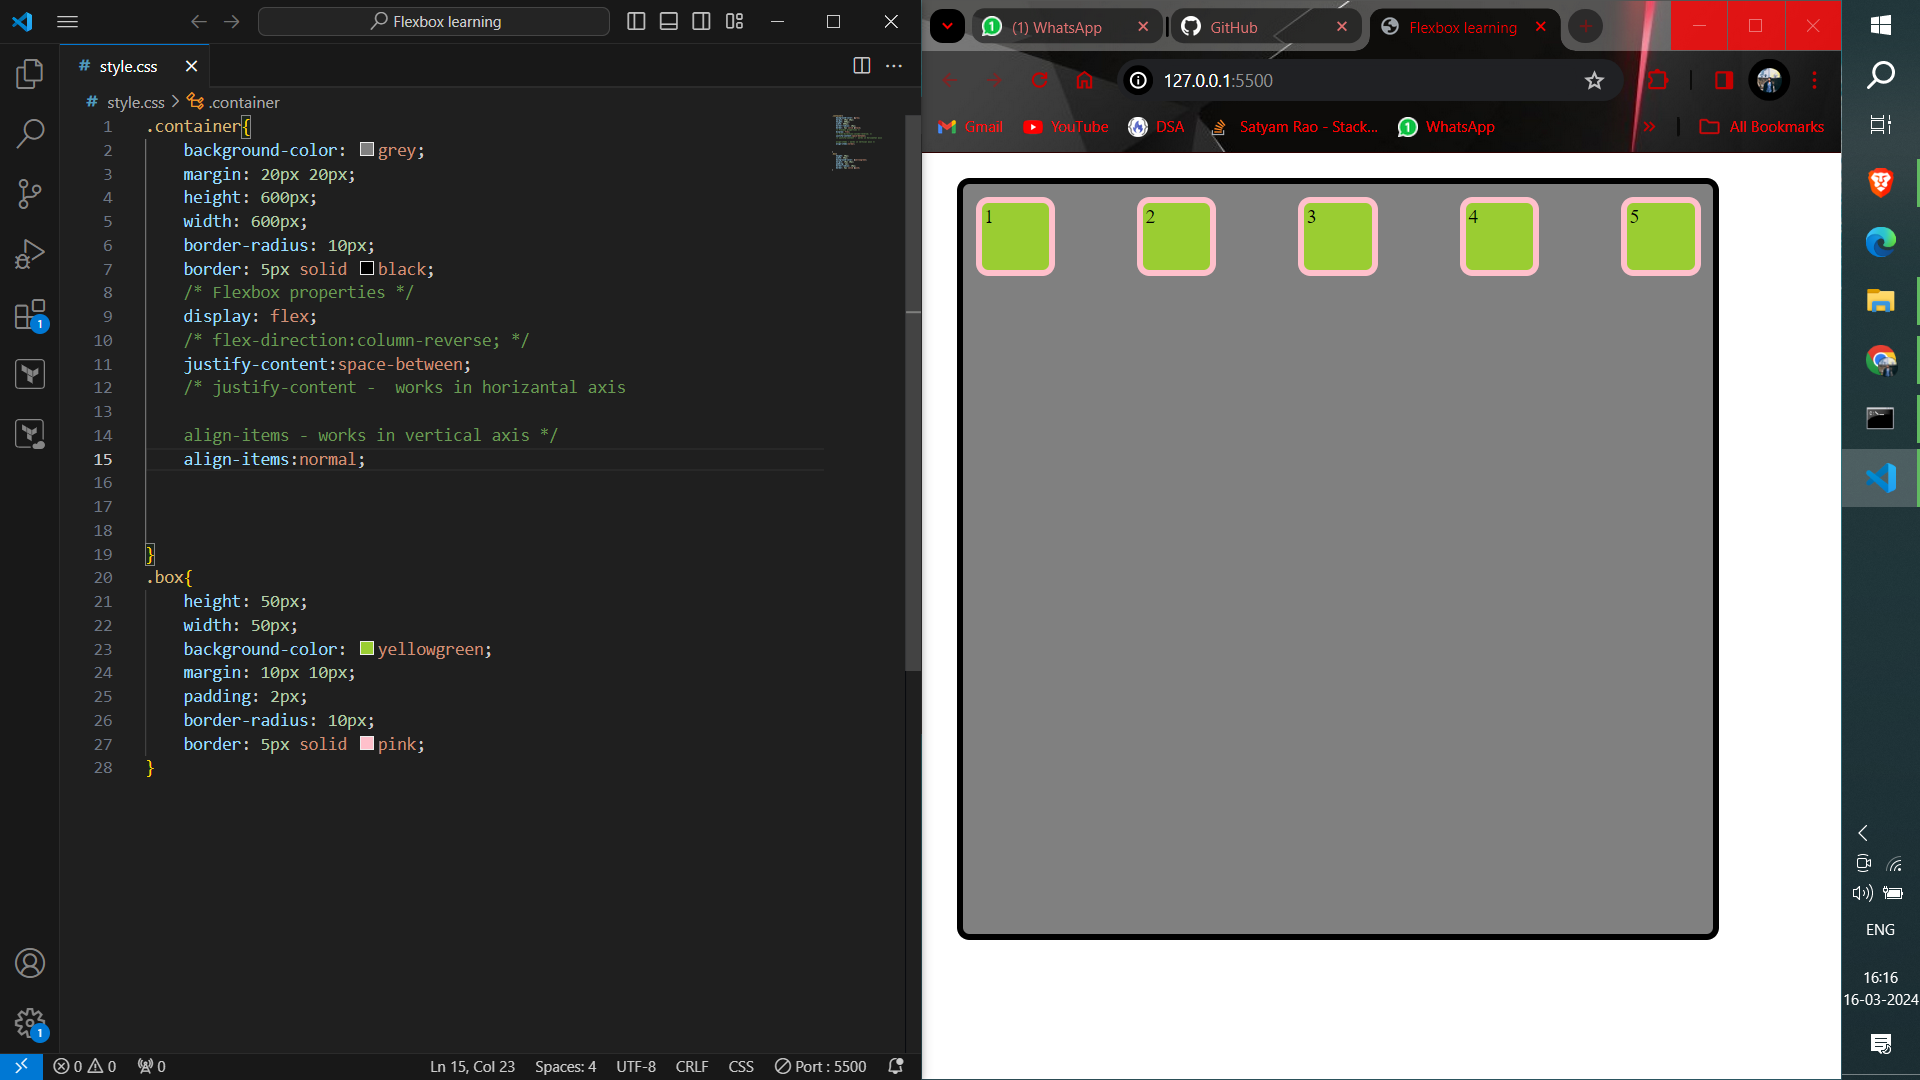 Flexbox learning
style.css
style.css > .container
1 .container{
2 background-color: grey;
3 margin: 20px 20px;
4 height: 600px;
5 width: 600px;
6 border-radius: 10px;
7 border: 5px solid black;
8 /* Flexbox properties */
9 display: flex;
10 /* flex-direction:column-reverse; */
11 justify-content:space-between;
12 /* justify-content -  works in horizantal axis
13
14 align-items - works in vertical axis */
15 align-items:normal;
16
17
18
19 }
20 .box{
21 height: 50px;
22 width: 50px;
23 background-color: yellowgreen;
24 margin: 10px 10px;
25 padding: 2px;
26 border-radius: 10px;
27 border: 5px solid pink;
28 }
1
1
0 0 0 Ln 15, Col 23 Spaces: 4 UTF-8 CRLF CSS Port : 5500
1 (1) WhatsApp GitHub Flexbox learning
127.0.0.1:5500
Gmail YouTube DSA Satyam Rao - Stack... 1 WhatsApp » All Bookmarks
1 2 3 4 5
ENG
16:16
16-03-2024